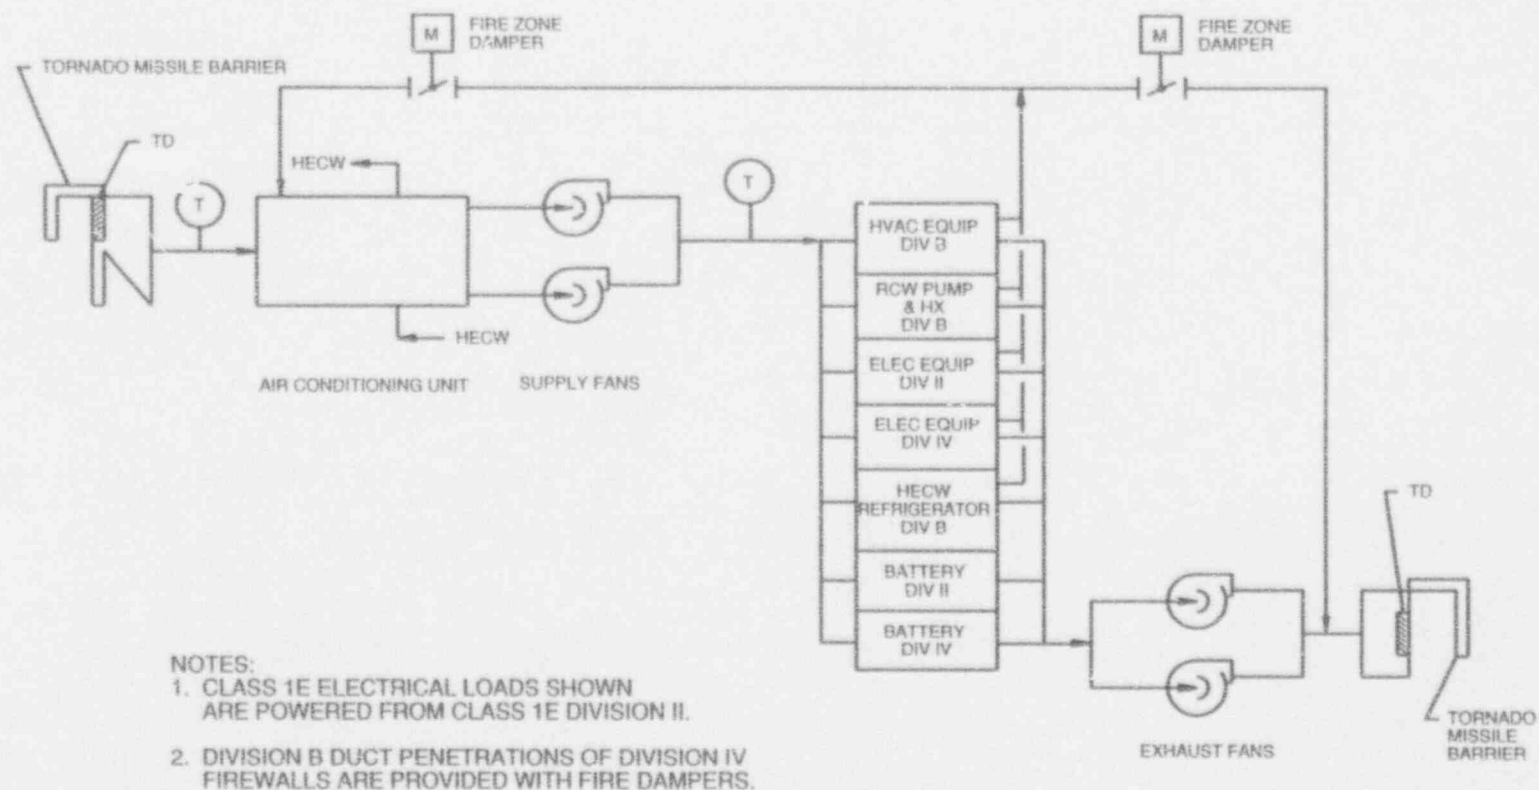 M
FIRE ZONE
DAMPER
M
FIRE ZONE
DAMPER
TORNADO MISSILE BARRIER
TD
T
HECW
T
HECW
AIR CONDITIONING UNIT
SUPPLY FANS
HVAC EQUIP
DIV B
RCW PUMP
& HX
DIV B
ELEC EQUIP
DIV II
ELEC EQUIP
DIV IV
HECW
REFRIGERATOR
DIV B
BATTERY
DIV II
BATTERY
DIV IV
TD
TORNADO
MISSILE
BARRIER
EXHAUST FANS
NOTES:
1. CLASS 1E ELECTRICAL LOADS SHOWN
ARE POWERED FROM CLASS 1E DIVISION II.
2. DIVISION B DUCT PENETRATIONS OF DIVISION IV
FIREWALLS ARE PROVIDED WITH FIRE DAMPERS.